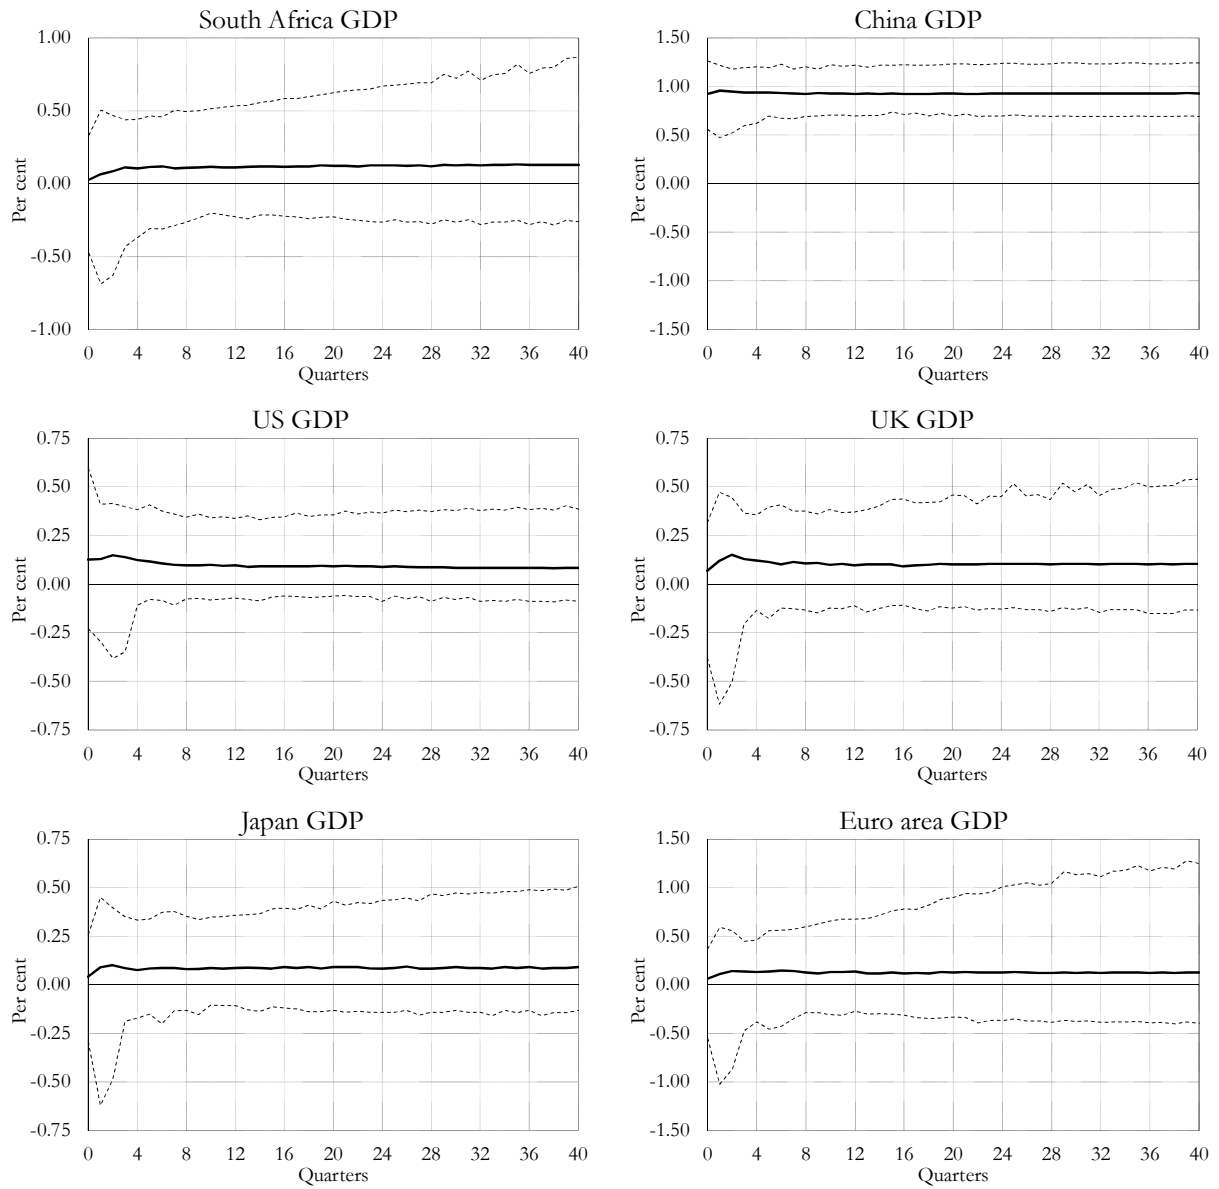 South Africa GDP
1.00
0.50
0.00
-0.50
-1.00
Per cent
0 4 8 12 16 20 24 28 32 36 40
Quarters
China GDP
1.50
1.00
0.50
0.00
-0.50
-1.00
-1.50
Per cent
0 4 8 12 16 20 24 28 32 36 40
Quarters
US GDP
0.75
0.50
0.25
0.00
-0.25
-0.50
-0.75
Per cent
0 4 8 12 16 20 24 28 32 36 40
Quarters
UK GDP
0.75
0.50
0.25
0.00
-0.25
-0.50
-0.75
Per cent
0 4 8 12 16 20 24 28 32 36 40
Quarters
Japan GDP
0.75
0.50
0.25
0.00
-0.25
-0.50
-0.75
Per cent
0 4 8 12 16 20 24 28 32 36 40
Quarters
Euro area GDP
1.50
1.00
0.50
0.00
-0.50
-1.00
-1.50
Per cent
0 4 8 12 16 20 24 28 32 36 40
Quarters